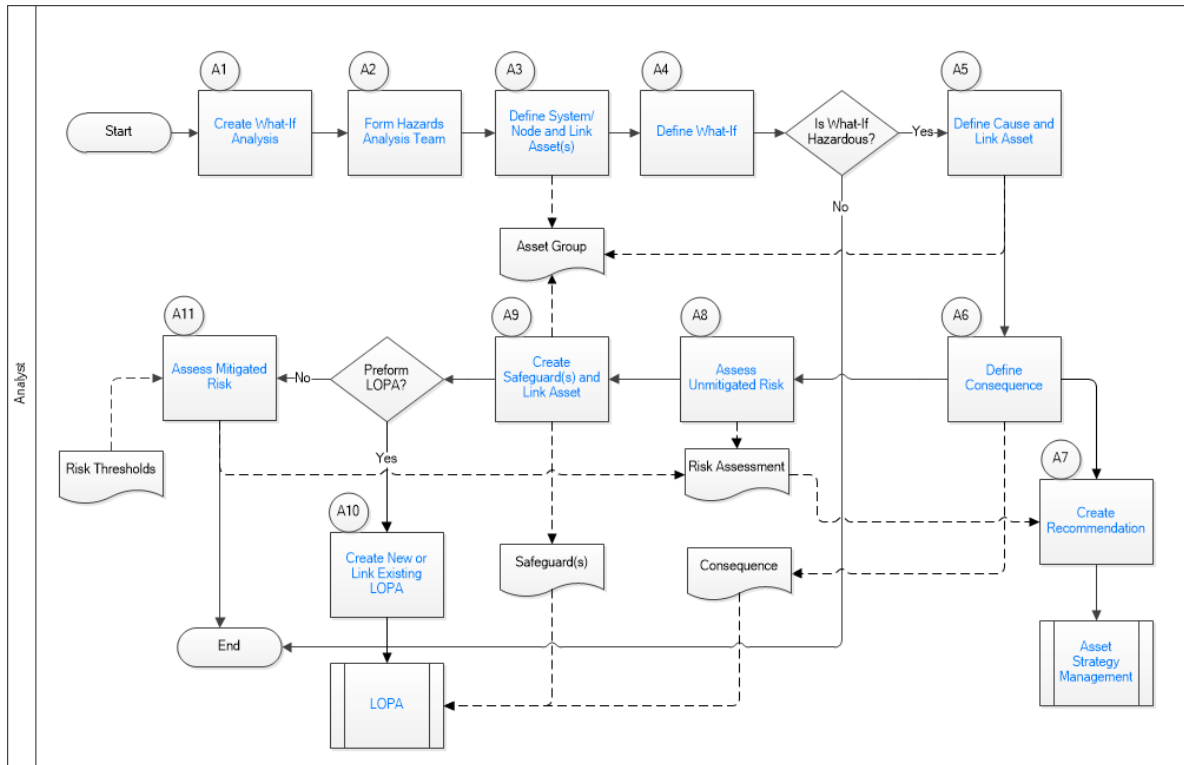 A1
A2
A3
A4
A5
Start
Create What-If
Analysis
Form Hazards
Analysis Team
Define System/
Node and Link
Asset(s)
Define What-If
Is What-If
Hazardous?
Yes
Define Cause and
Link Asset
No
Asset Group
A11
A9
A8
A6
Assess Mitigated
Risk
No
Preform
LOPA?
Create
Safeguard(s) and
Link Asset
Assess
Unmitigated Risk
Define
Consequence
Analyst
Risk Thresholds
Yes
Risk Assessment
A7
Create
Recommendation
A10
Create New or
Link Existing
LOPA
Safeguard(s)
Consequence
End
LOPA
Asset
Strategy
Management